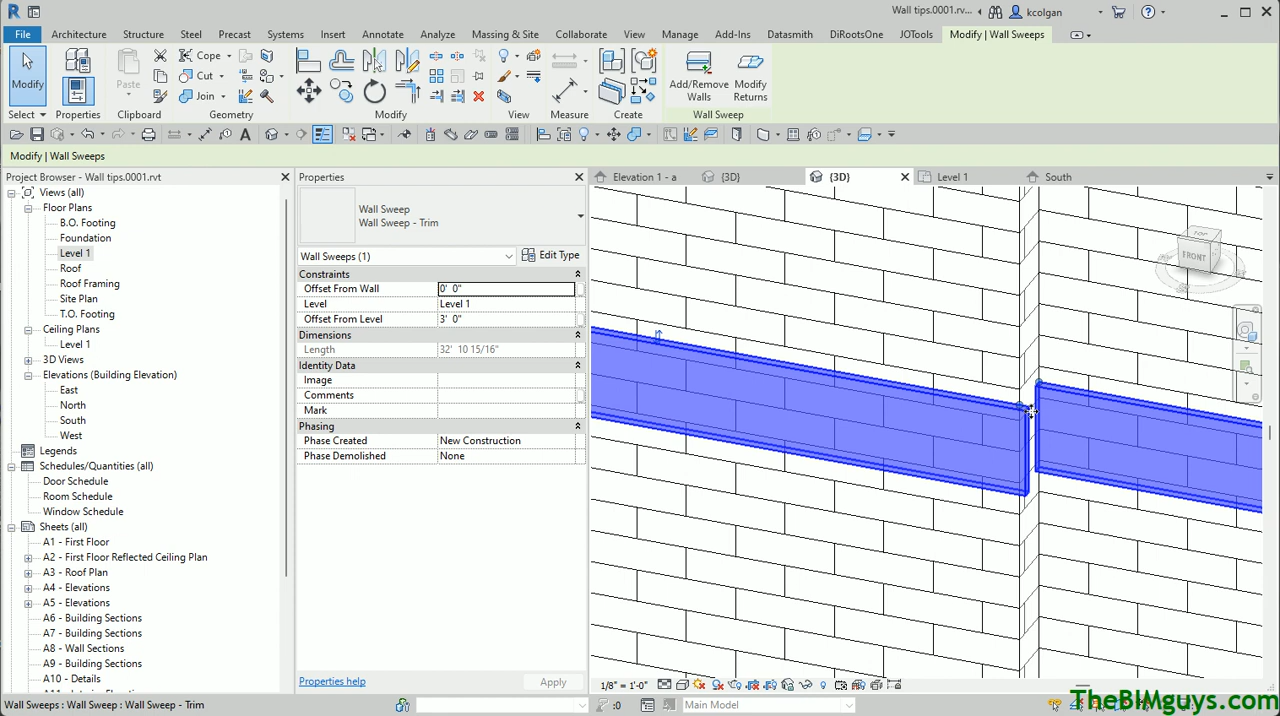 Wall tips.0001.rv...
kcolgan
File
Architecture
Structure
Steel
Precast
Systems
Insert
Annotate
Analyze
Massing & Site
Collaborate
View
Manage
Add-Ins
Datasmith
DiRootsOne
JOTools
Modify | Wall Sweeps
Modify
Paste
Cope
Cut
Join
Add/Remove
Walls
Modify
Returns
Select
Properties
Clipboard
Geometry
Modify
View
Measure
Create
Wall Sweep
Modify | Wall Sweeps
Project Browser - Wall tips.0001.rvt
Views (all)
Floor Plans
B.O. Footing
Foundation
Level 1
Roof
Roof Framing
Site Plan
T.O. Footing
Ceiling Plans
Level 1
3D Views
Elevations (Building Elevation)
East
North
South
West
Legends
Schedules/Quantities (all)
Door Schedule
Room Schedule
Window Schedule
Sheets (all)
A1 - First Floor
A2 - First Floor Reflected Ceiling Plan
A3 - Roof Plan
A4 - Elevations
A5 - Elevations
A6 - Building Sections
A7 - Building Sections
A8 - Wall Sections
A9 - Building Sections
A10 - Details
Properties
Wall Sweep
Wall Sweep - Trim
Wall Sweeps (1)
Edit Type
Constraints
Offset From Wall 0' 0"
Level Level 1
Offset From Level 3' 0"
Dimensions
Length 32' 10 15/16"
Identity Data
Image
Comments
Mark
Phasing
Phase Created New Construction
Phase Demolished None
Properties help
Apply
Elevation 1 - a
{3D}
{3D}
Level 1
South
TOP
FRONT
1/8" = 1'-0"
Wall Sweeps : Wall Sweep : Wall Sweep - Trim
:0
Main Model
TheBIMguys.com